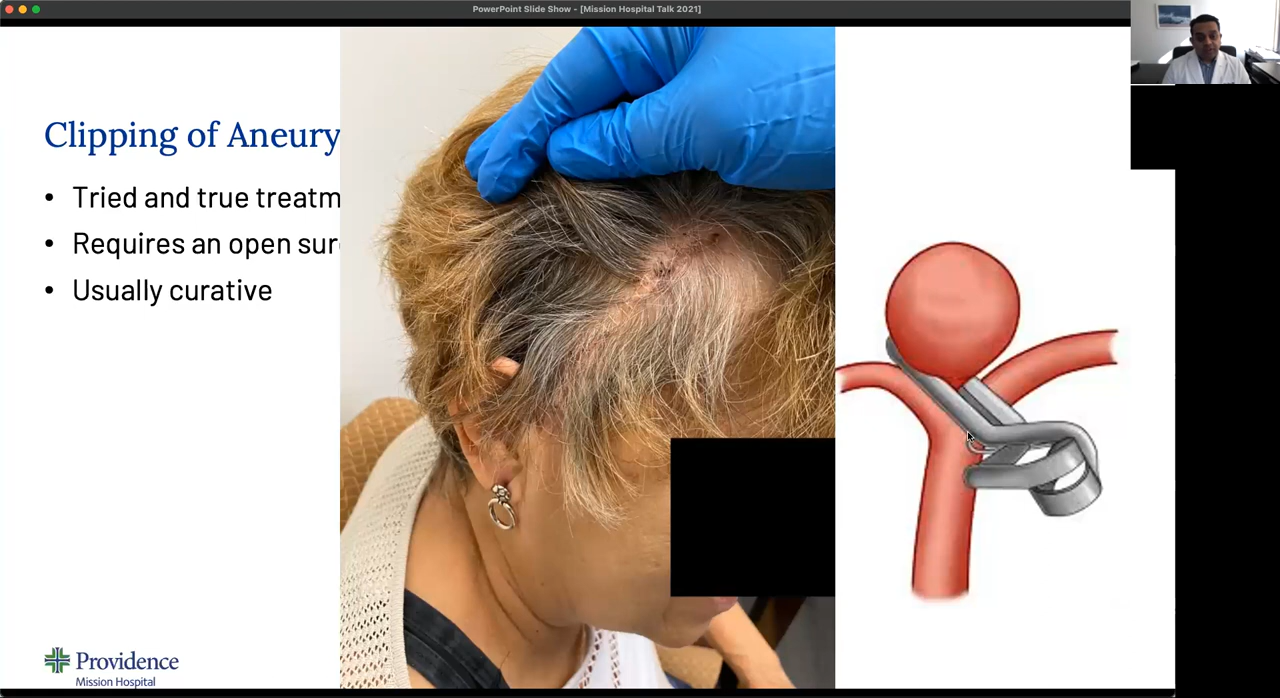 PowerPoint Slide Show - [Mission Hospital Talk 2021]
Clipping of Aneury
Tried and true treatm
Requires an open sur
Usually curative
Providence
Mission Hospital